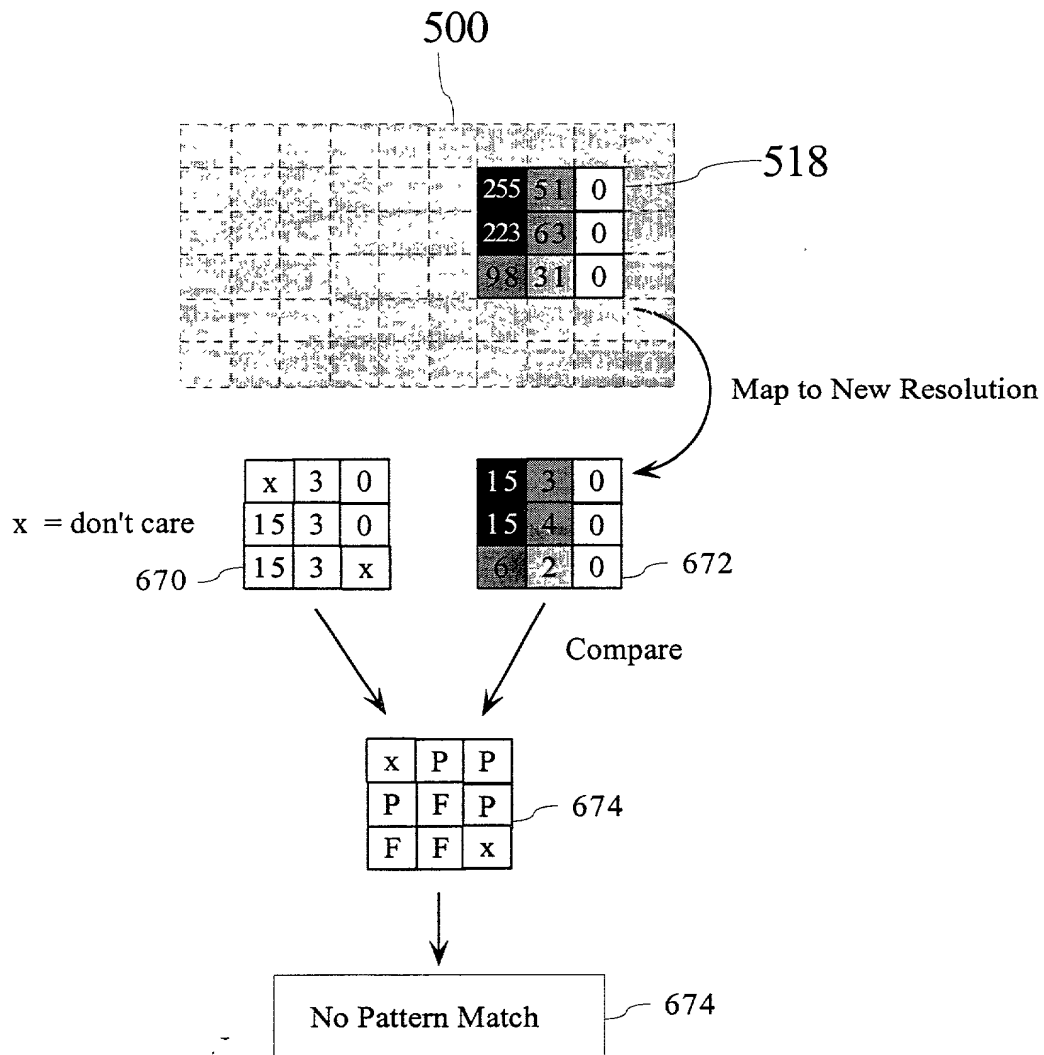 500
518
255 51 0
223 63 0
98 31 0
Map to New Resolution
x 3 0
15 3 0
15 3 x
x = don't care
670
15 3 0
15 4 0
6 2 0
672
Compare
x P P
P F P
F F x
674
No Pattern Match
674